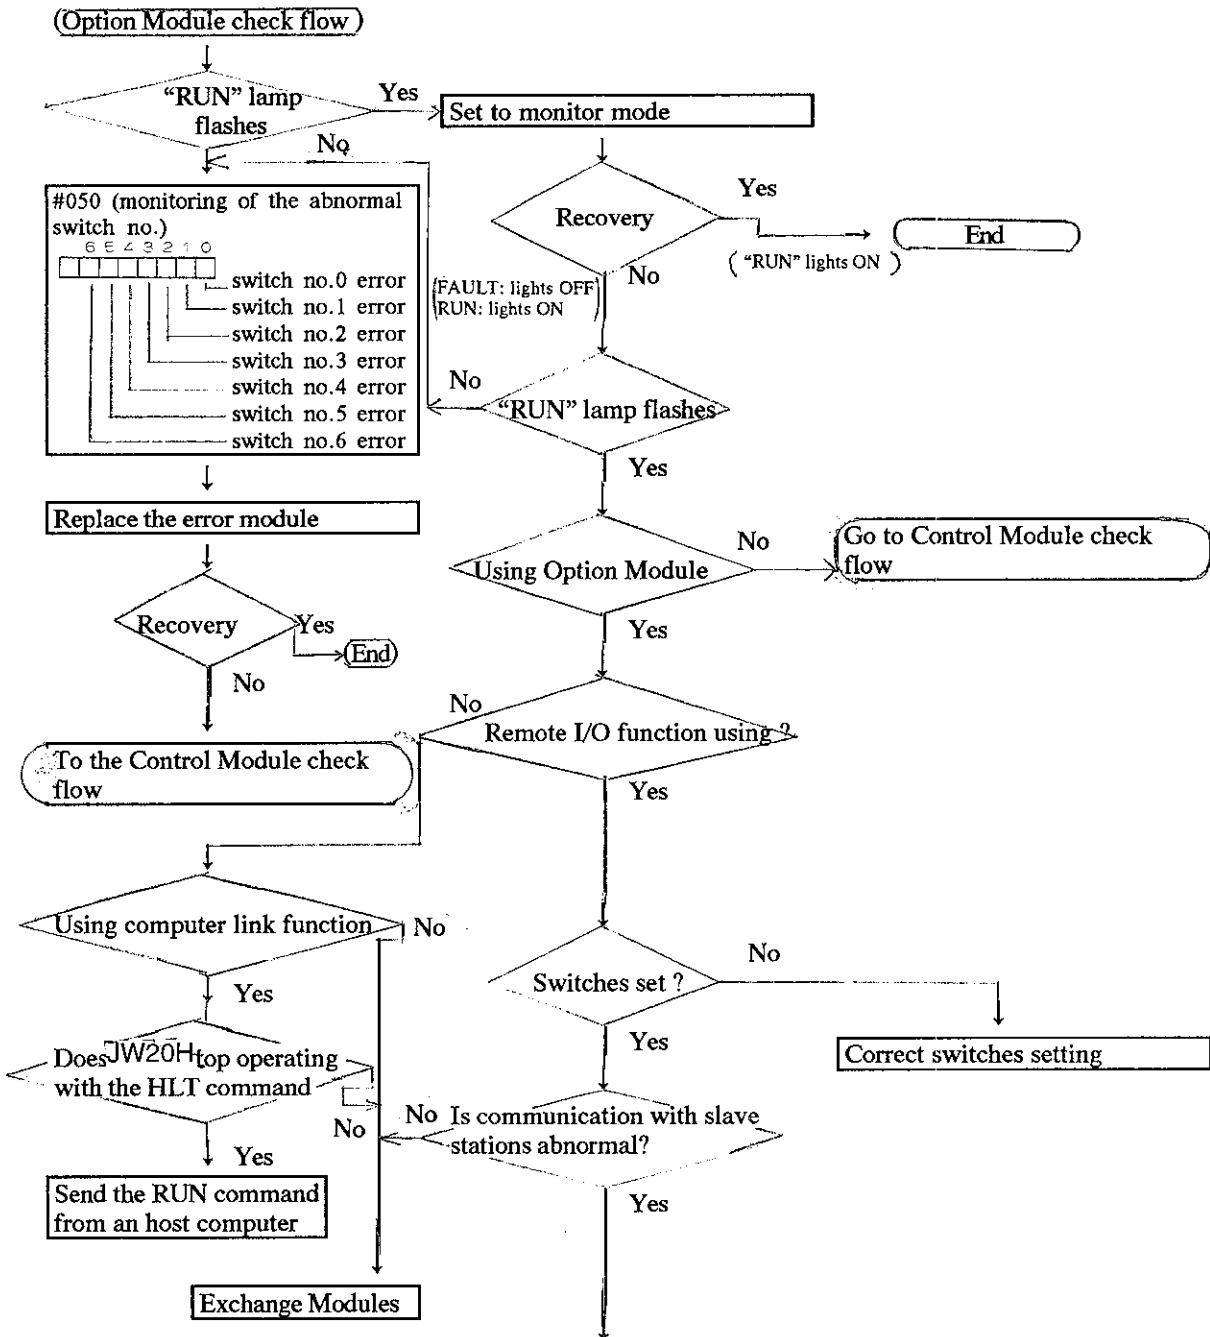 (Option Module check flow )
"RUN" lamp
flashes
Yes
Set to monitor mode
No
#050 (monitoring of the abnormal
switch no.)
6 5 4 3 2 1 0
switch no.0 error
switch no.1 error
switch no.2 error
switch no.3 error
switch no.4 error
switch no.5 error
switch no.6 error
Recovery
Yes
End
( "RUN" lights ON )
No
(FAULT: lights OFF)
RUN: lights ON
No
"RUN" lamp flashes
Yes
Replace the error module
Using Option Module
No
Go to Control Module check
flow
Yes
Recovery
Yes
(End)
No
To the Control Module check
flow
No
Remote I/O function using ?
Yes
Using computer link function
No
Yes
Switches set ?
No
Yes
Correct switches setting
Does JW20H top operating
with the HLT command
No
Yes
No
Is communication with slave
stations abnormal?
Yes
Send the RUN command
from an host computer
Exchange Modules